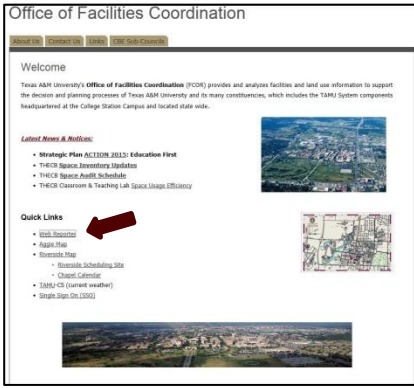 Office of Facilities Coordination
About Us
Contact Us
Links
CBE Sub-Councils
Welcome
Texas A&M University's Office of Facilities Coordination (FCOR) provides and analyzes facilities and land use information to support
the decision and planning processes of Texas A&M University and its many constituencies, which includes the TAMU System components
headquartered at the College Station Campus and located state wide.
Latest News & Notices:
Strategic Plan ACTION 2015: Education First
THECB Space Inventory Updates
THECB Space Audit Schedule
THECB Classroom & Teaching Lab Space Usage Efficiency
Quick Links
Web Reporter
Aggie Map
Riverside Map
Riverside Scheduling Site
Chapel Calendar
TAMU-CS (current weather)
Single Sign On (SSO)